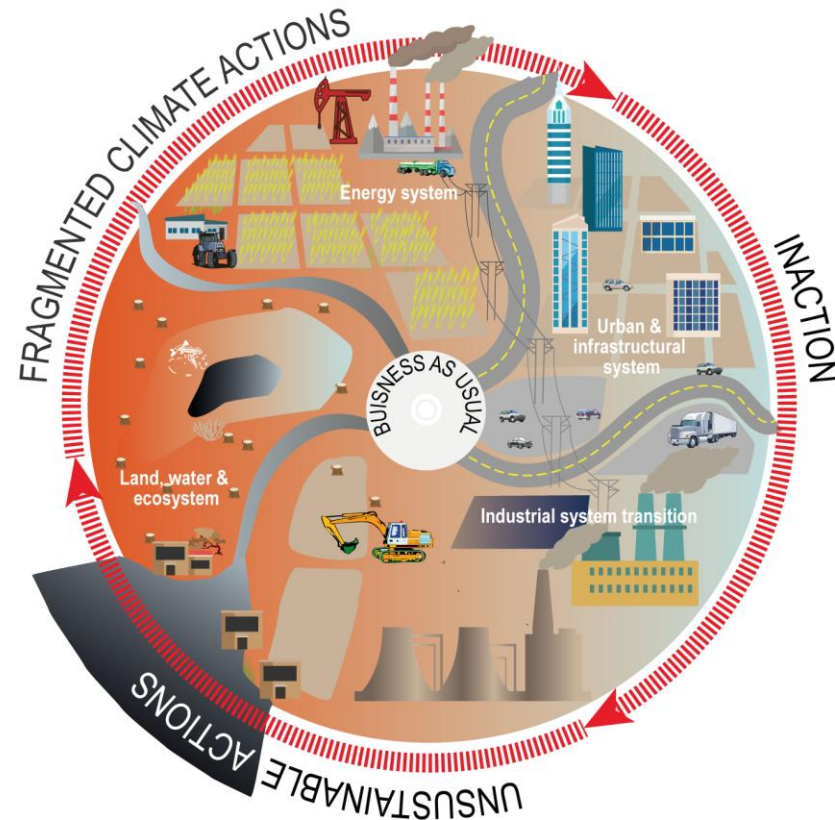 FRAGMENTED CLIMATE ACTIONS
INACTION
UNSUSTAINABLE ACTIONS
Energy system
Urban &
infrastructural
system
BUISNESS AS USUAL
Land, water &
ecosystem
Industrial system transition